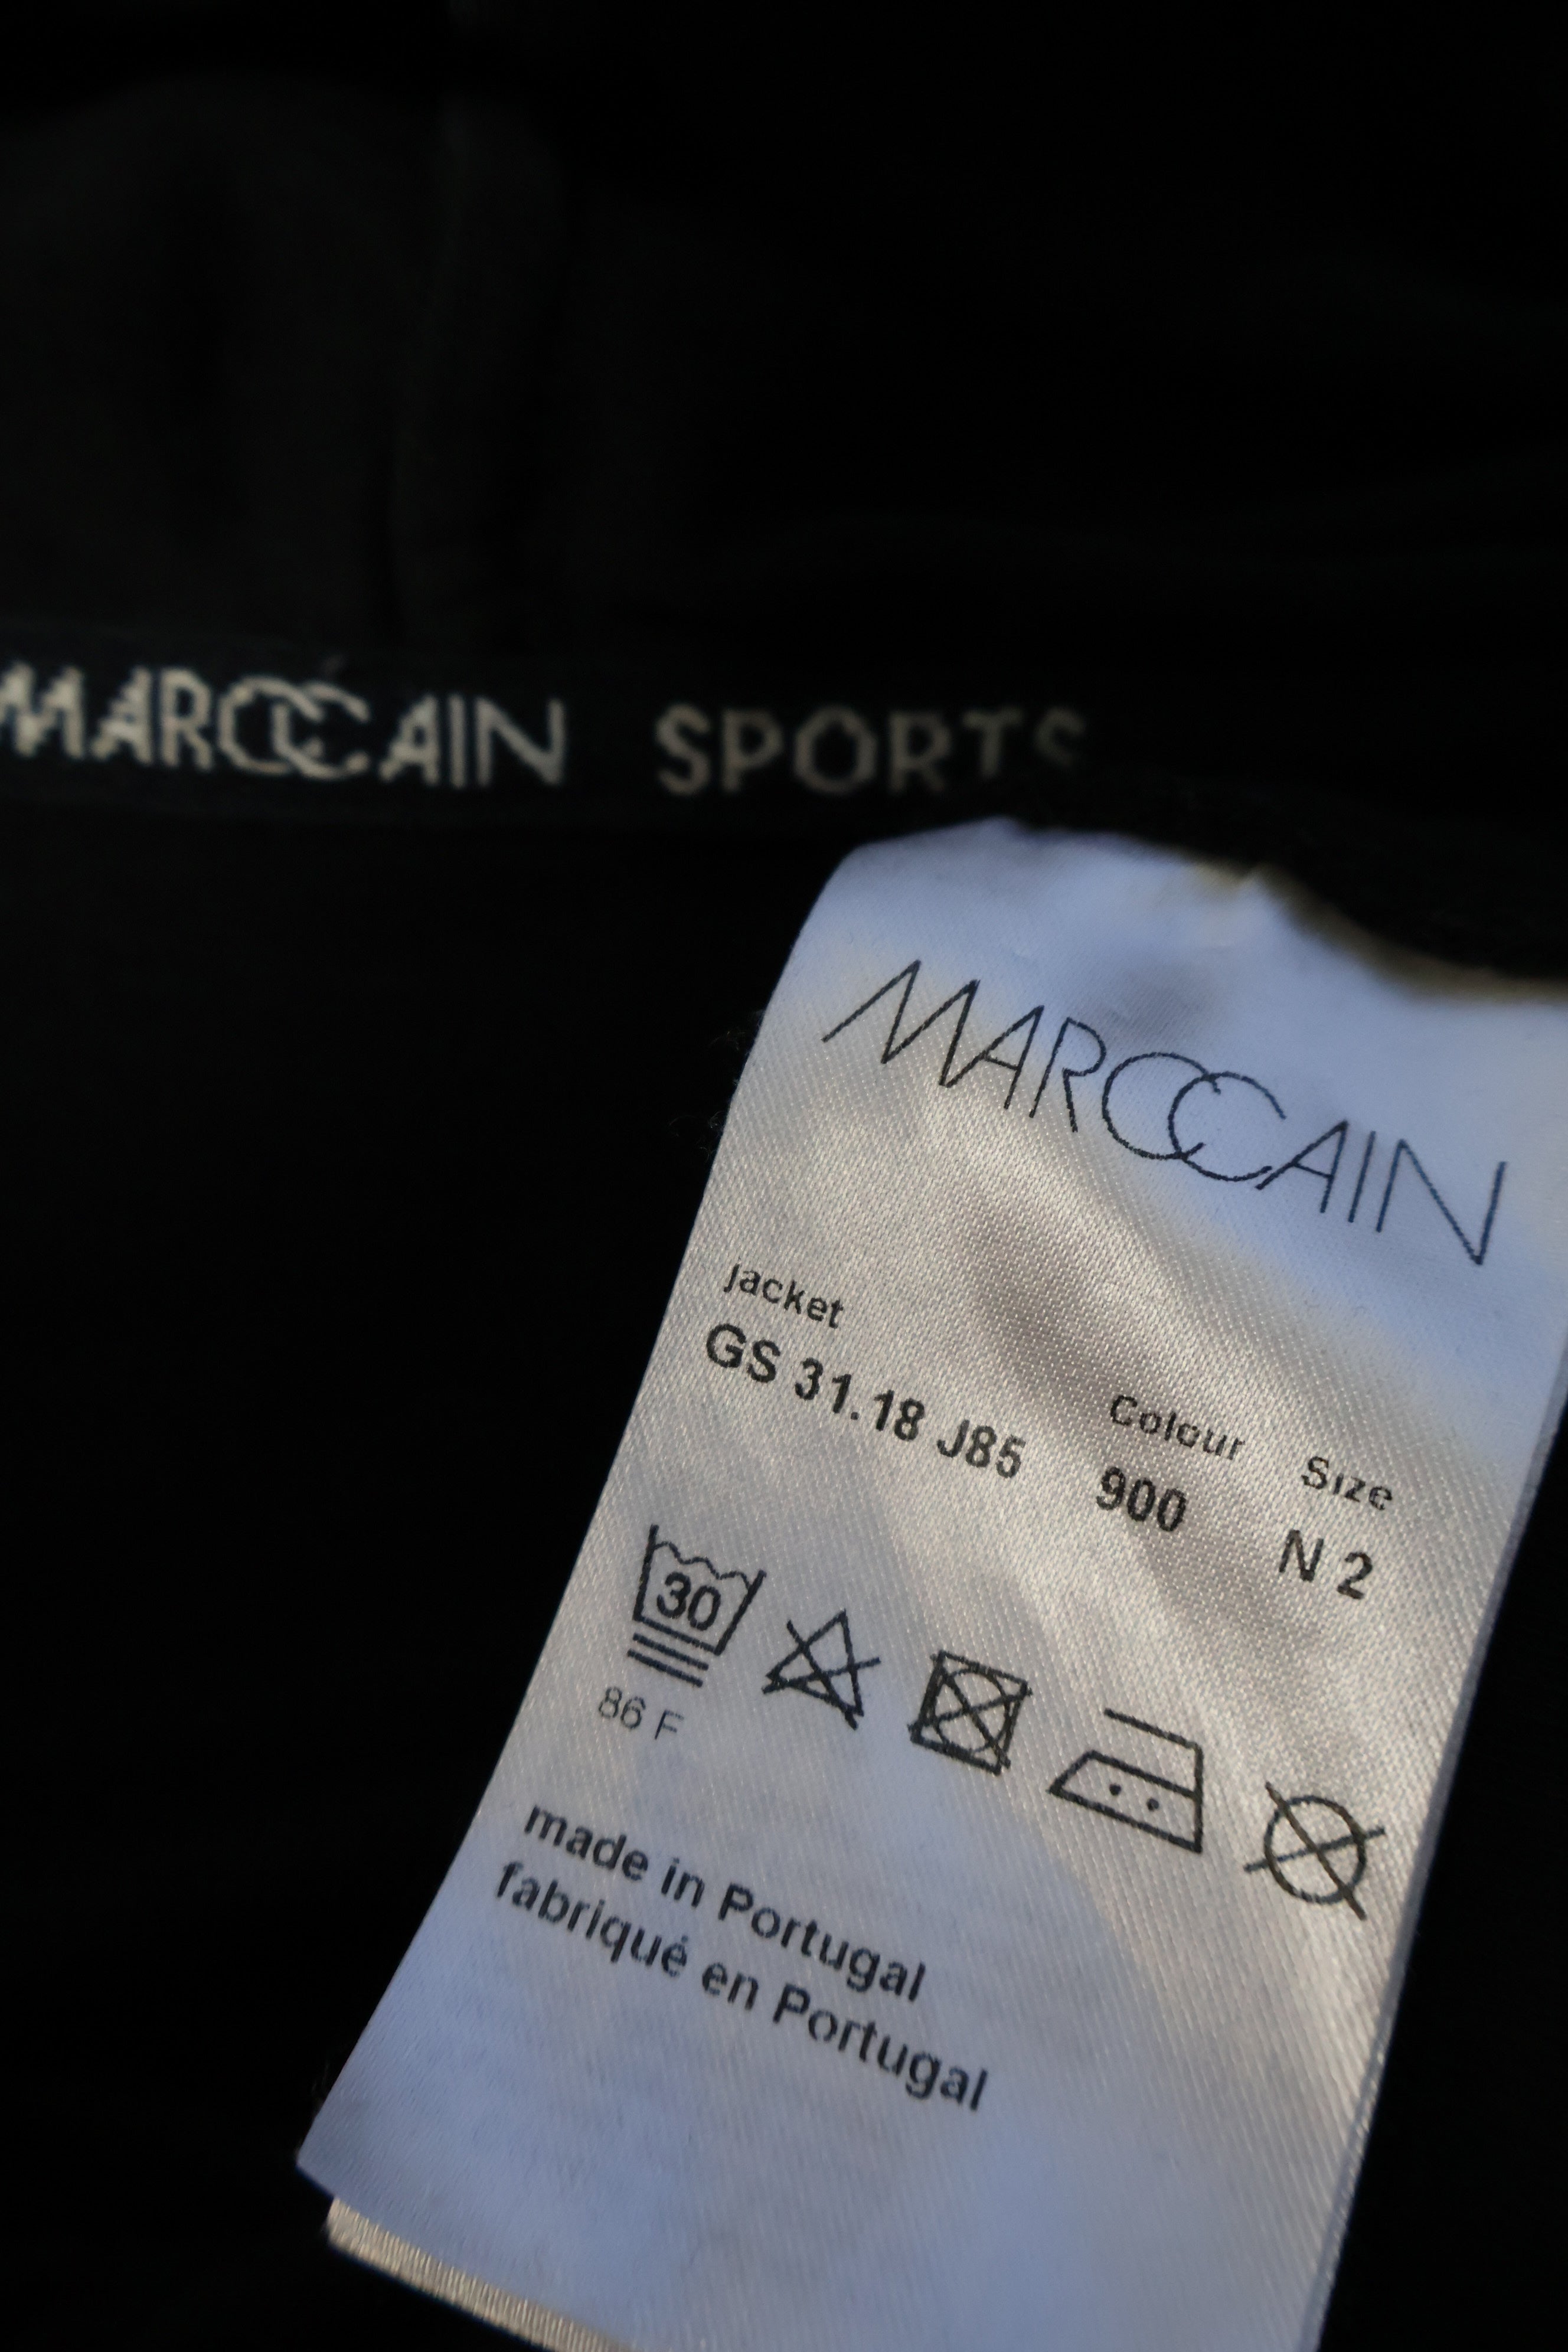 MARCCAIN SPORTS
MARCCAIN
jacket Colour Size
GS 31.18 J85 900 N 2
30
86 F
made in Portugal
fabriqué en Portugal